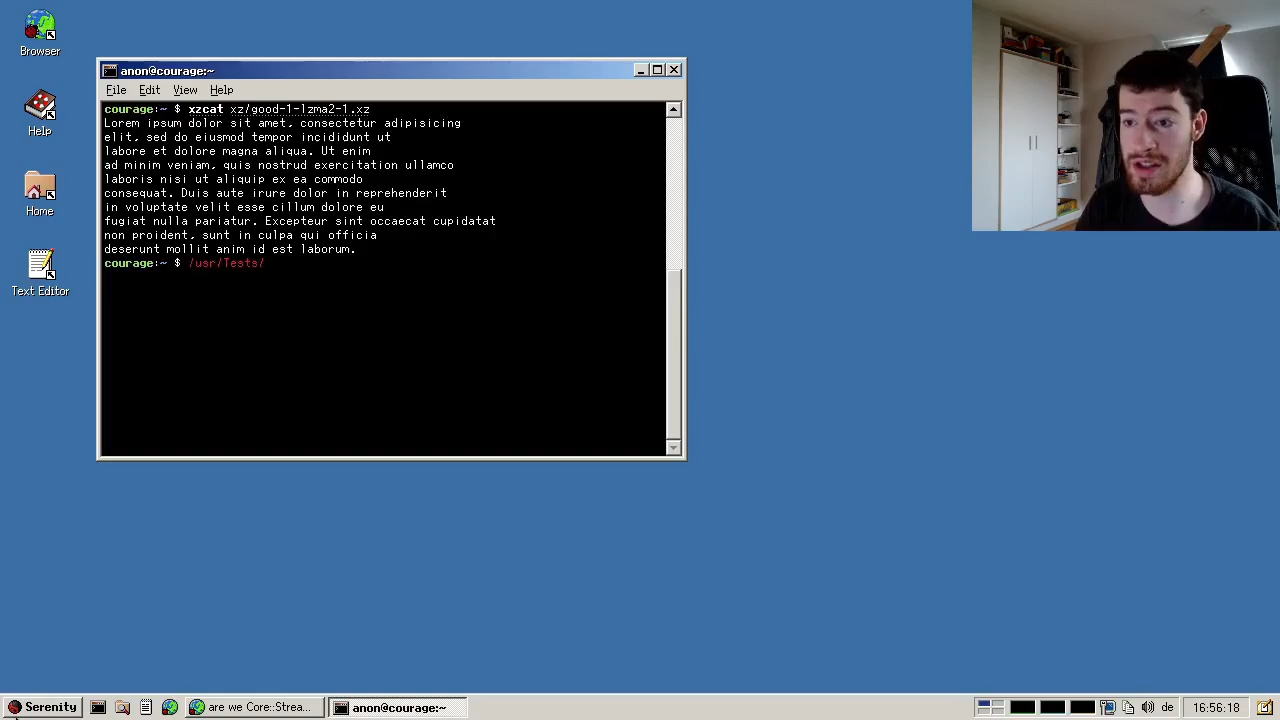 Browser
Help
Home
Text Editor
anon@courage:~
File Edit View Help
courage:~ $ xzcat xz/good-1-lzma2-1.xz
Lorem ipsum dolor sit amet, consectetur adipisicing
elit, sed do eiusmod tempor incididunt ut
labore et dolore magna aliqua. Ut enim
ad minim veniam, quis nostrud exercitation ullamco
laboris nisi ut aliquip ex ea commodo
consequat. Duis aute irure dolor in reprehenderit
in voluptate velit esse cillum dolore eu
fugiat nulla pariatur. Excepteur sint occaecat cupidatat
non proident, sunt in culpa qui officia
deserunt mollit anim id est laborum.
courage:~ $ /usr/Tests/
Serenity
are we Core::Strea...
anon@courage:~
de
16:56:18